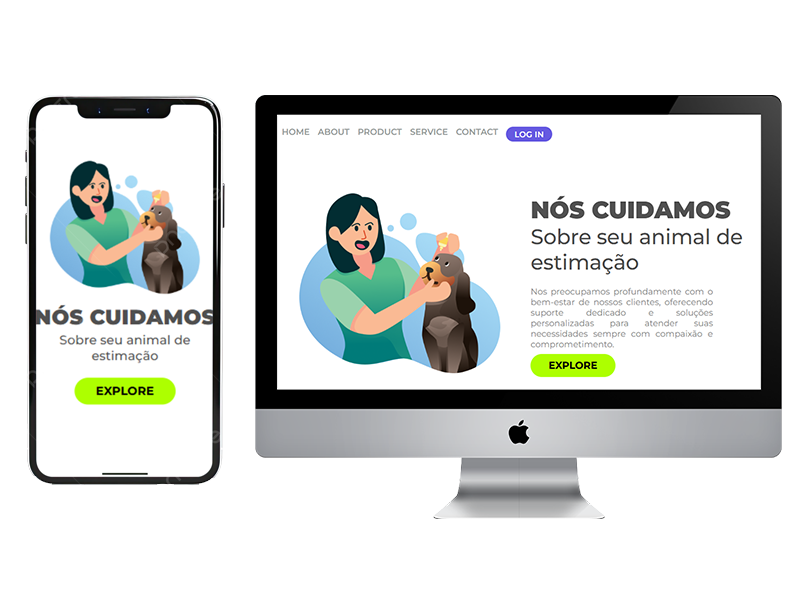 NÓS CUIDAMOS
Sobre seu animal de
estimação
EXPLORE
HOME ABOUT PRODUCT SERVICE CONTACT LOG IN
NÓS CUIDAMOS
Sobre seu animal de
estimação
Nos preocupamos profundamente com o
bem-estar de nossos clientes, oferecendo
suporte dedicado e soluções
personalizadas para atender suas
necessidades sempre com compaixão e
comprometimento.
EXPLORE